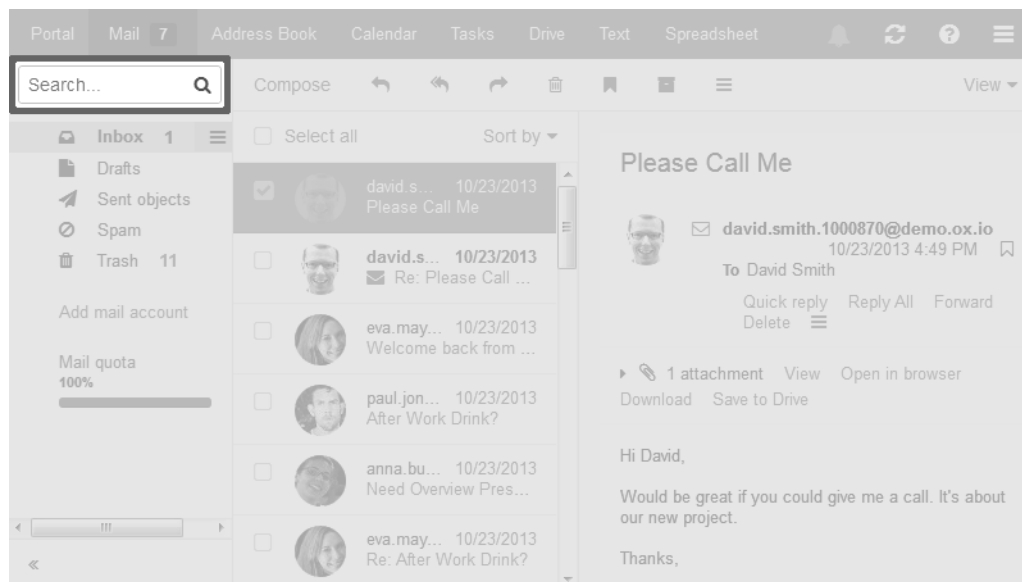 Portal Mail 7 Address Book Calendar Tasks Drive Text Spreadsheet
Search...
Compose
View
Inbox 1
Drafts
Sent objects
Spam
Trash 11
Add mail account
Mail quota
100%
Select all Sort by
david.s... 10/23/2013
Please Call Me
david.s... 10/23/2013
Re: Please Call ...
eva.may... 10/23/2013
Welcome back from ...
paul.jon... 10/23/2013
After Work Drink?
anna.bu... 10/23/2013
Need Overview Pres...
eva.may... 10/23/2013
Re: After Work Drink?
Please Call Me
david.smith.1000870@demo.ox.io
10/23/2013 4:49 PM
To David Smith
Quick reply Reply All Forward
Delete
1 attachment View Open in browser
Download Save to Drive
Hi David,
Would be great if you could give me a call. It's about
our new project.
Thanks,